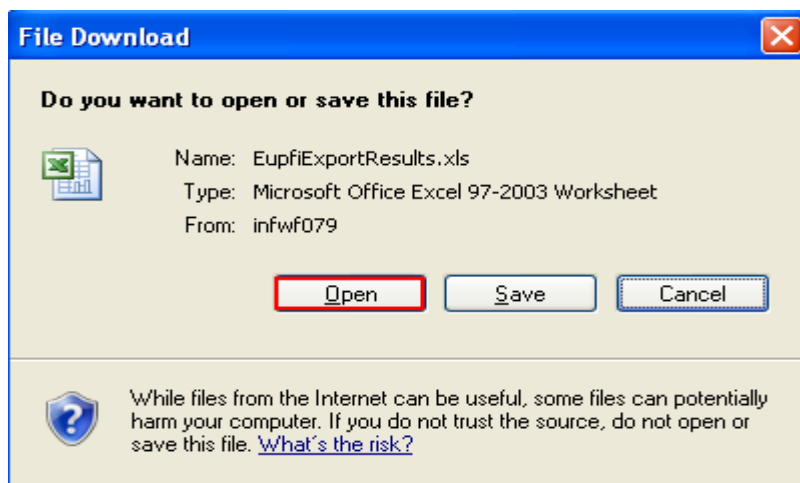 File Download
Do you want to open or save this file?
Name: EupfiExportResults.xls
Type: Microsoft Office Excel 97-2003 Worksheet
From: infwf079
Open Save Cancel
While files from the Internet can be useful, some files can potentially
harm your computer. If you do not trust the source, do not open or
save this file. What's the risk?